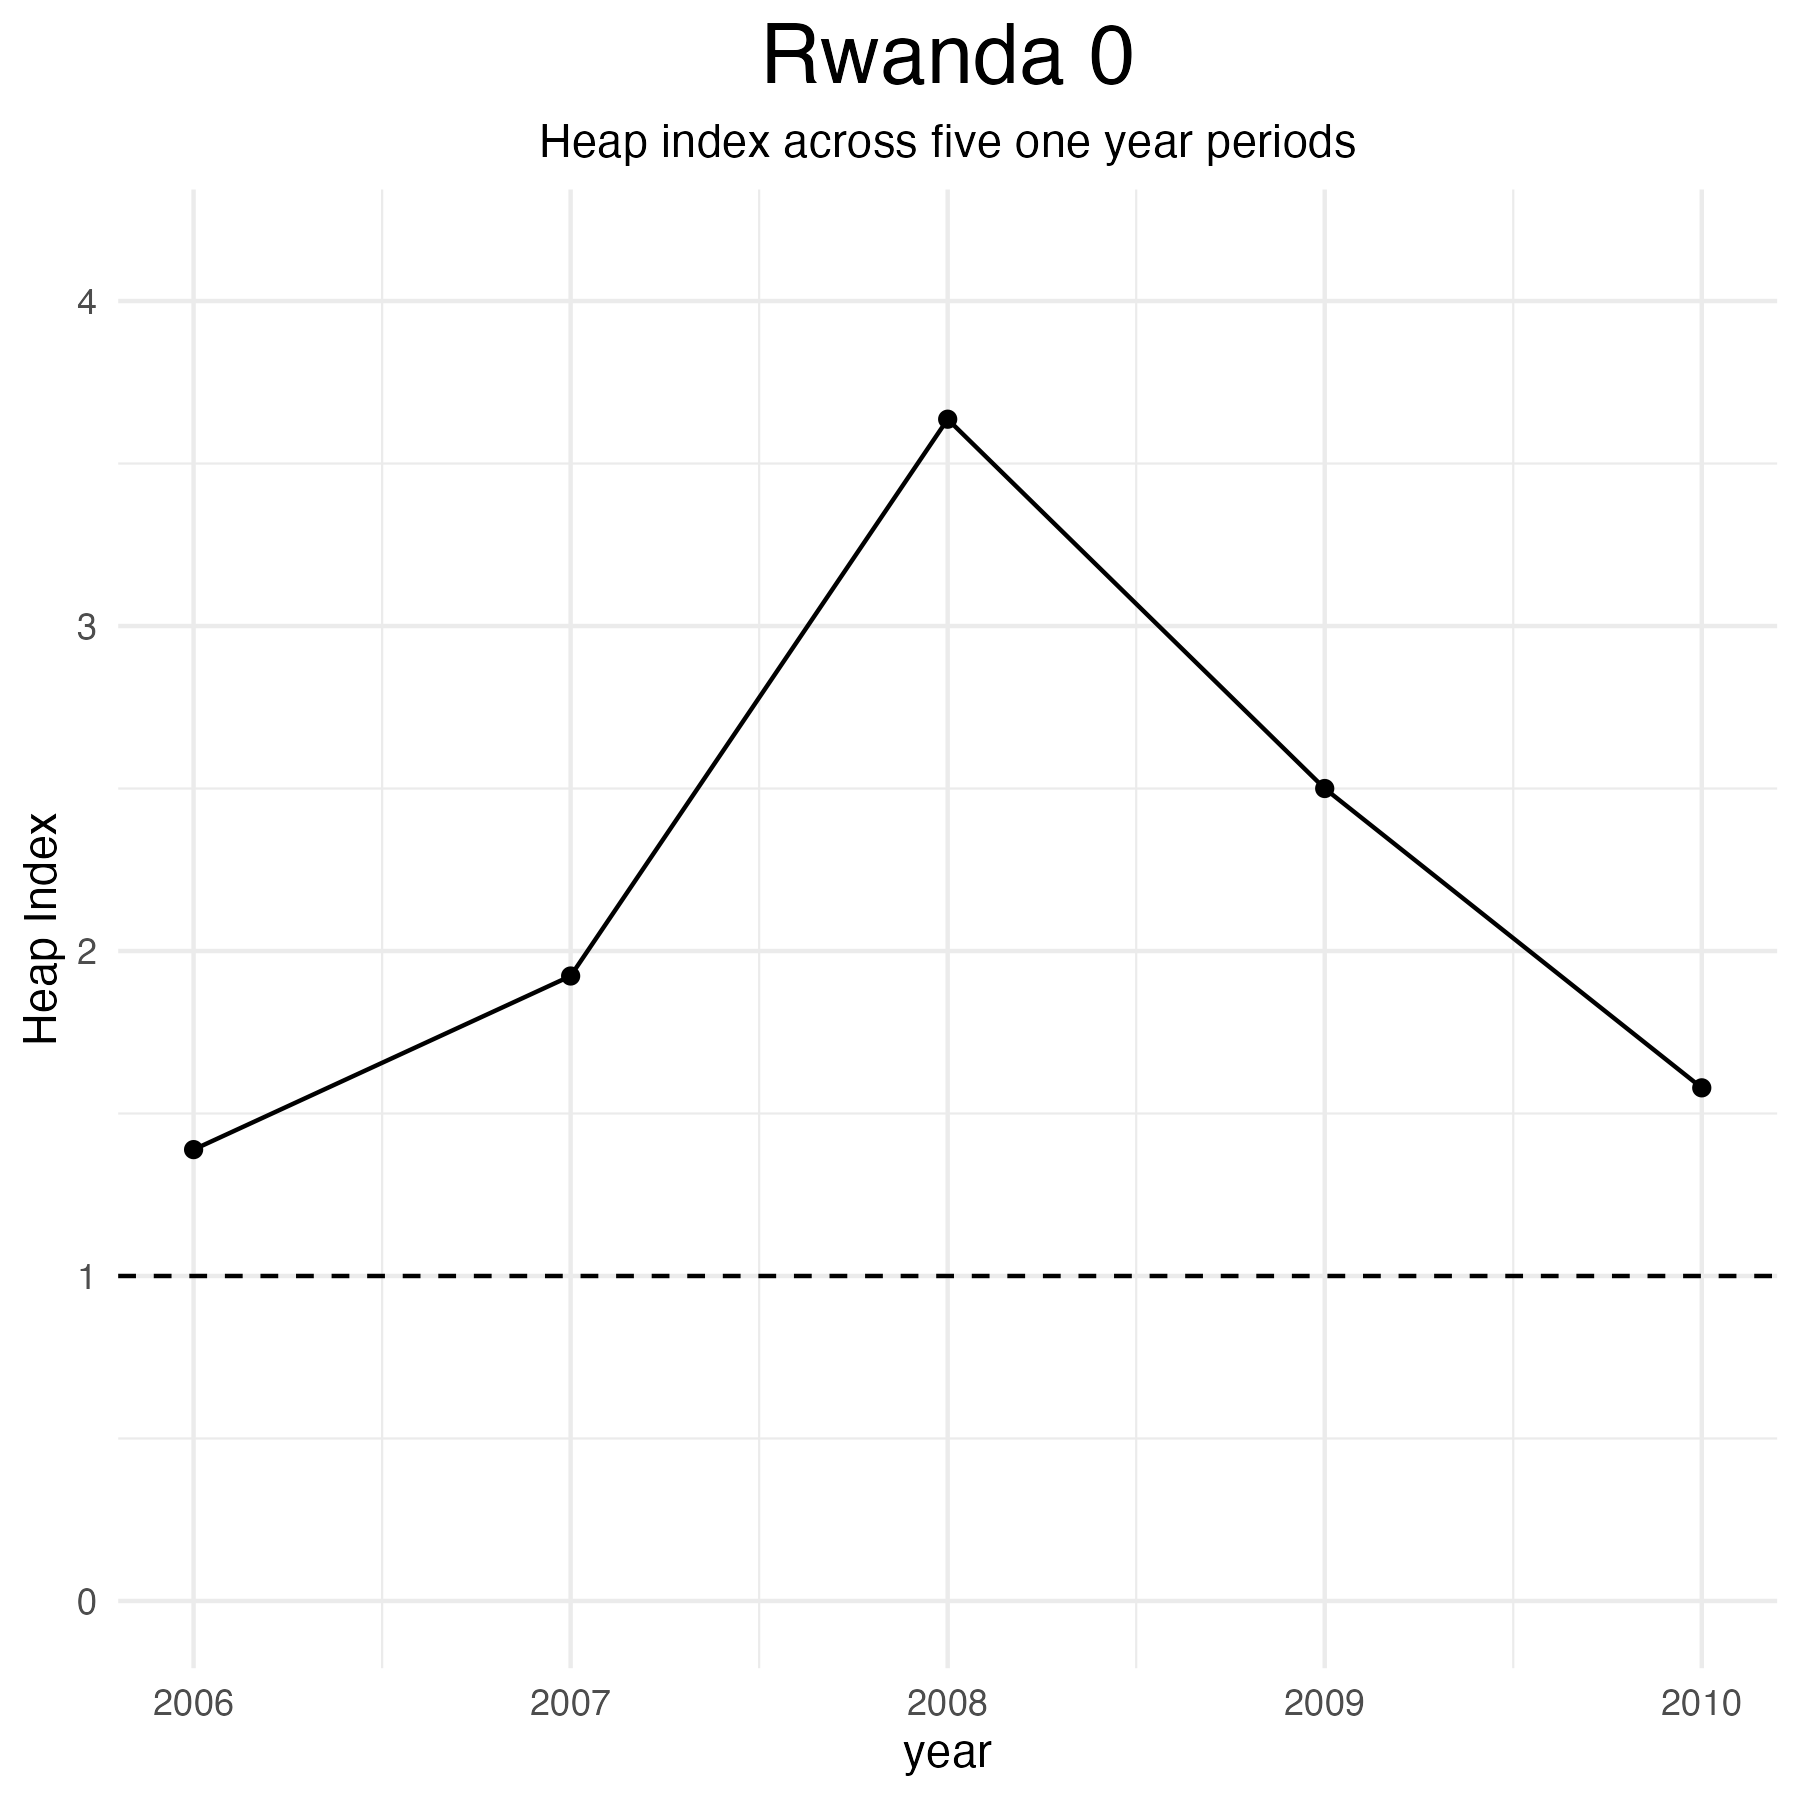 Rwanda 0
Heap index across five one year periods
Heap Index
4
3
2
1
0
2006 2007 2008 2009 2010
year